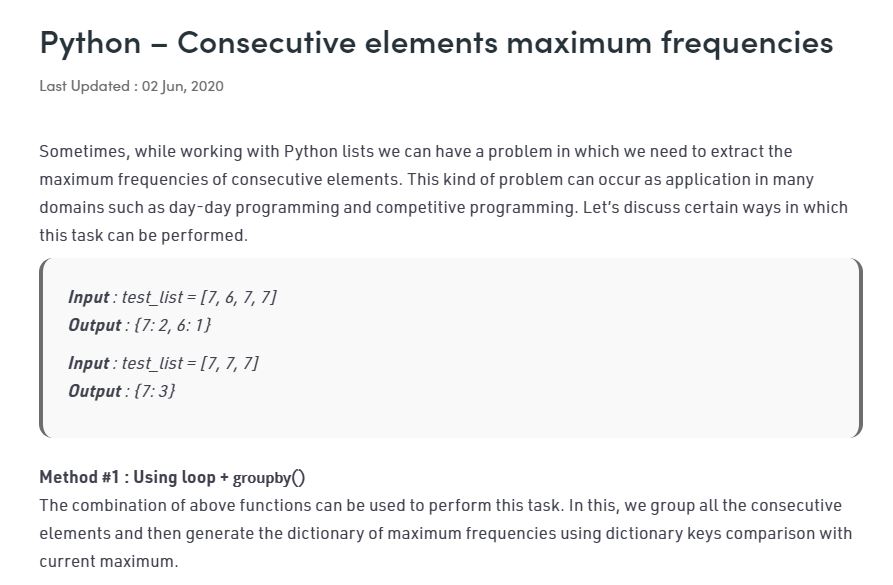 Python – Consecutive elements maximum frequencies
Last Updated : 02 Jun, 2020
Sometimes, while working with Python lists we can have a problem in which we need to extract the
maximum frequencies of consecutive elements. This kind of problem can occur as application in many
domains such as day-day programming and competitive programming. Let’s discuss certain ways in which
this task can be performed.
Input : test_list = [7, 6, 7, 7]
Output : {7: 2, 6: 1}
Input : test_list = [7, 7, 7]
Output : {7: 3}
Method #1 : Using loop + groupby()
The combination of above functions can be used to perform this task. In this, we group all the consecutive
elements and then generate the dictionary of maximum frequencies using dictionary keys comparison with
current maximum.